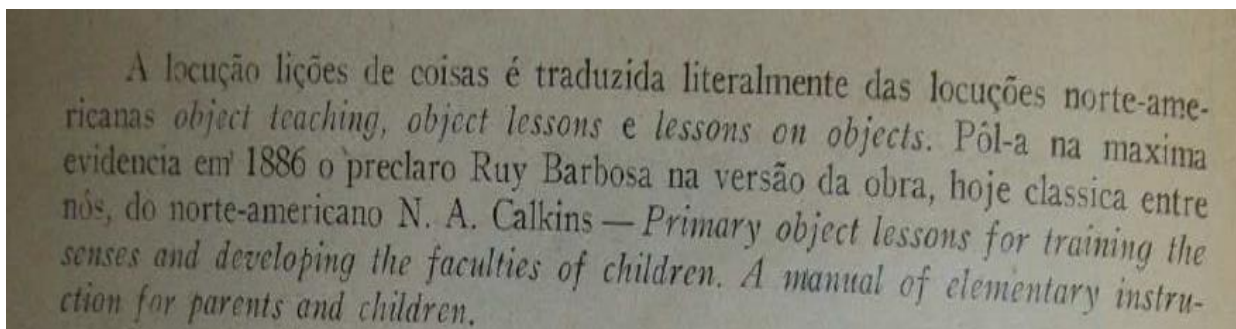 A locução lições de coisas é traduzida literalmente das locuções norte-ame-
ricanas object teaching, object lessons e lessons on objects. Pôl-a na maxima
evidencia em 1886 o preclaro Ruy Barbosa na versão da obra, hoje classica entre
nós, do norte-americano N. A. Calkins — Primary object lessons for training the
senses and developing the faculties of children. A manual of elementary instru-
ction for parents and children.